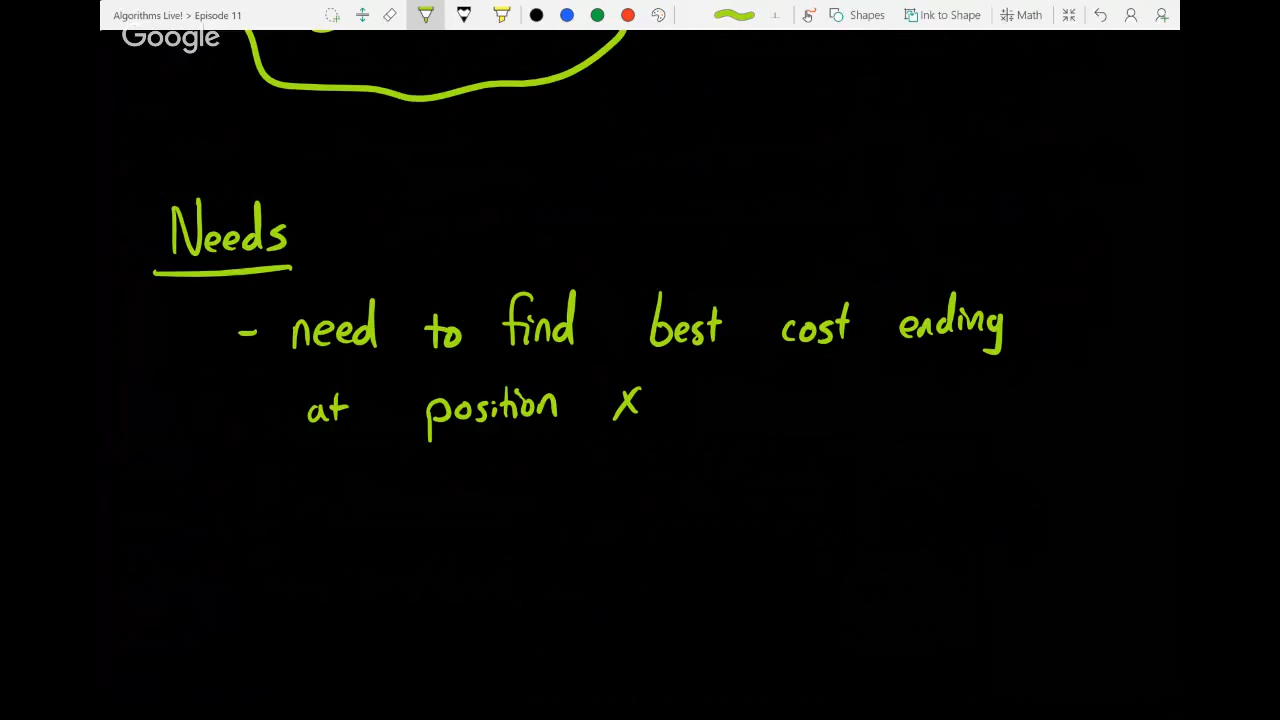 Algorithms Live! > Episode 11
Shapes
Ink to Shape
Math
Google
Needs
- need to find best cost ending
at position x